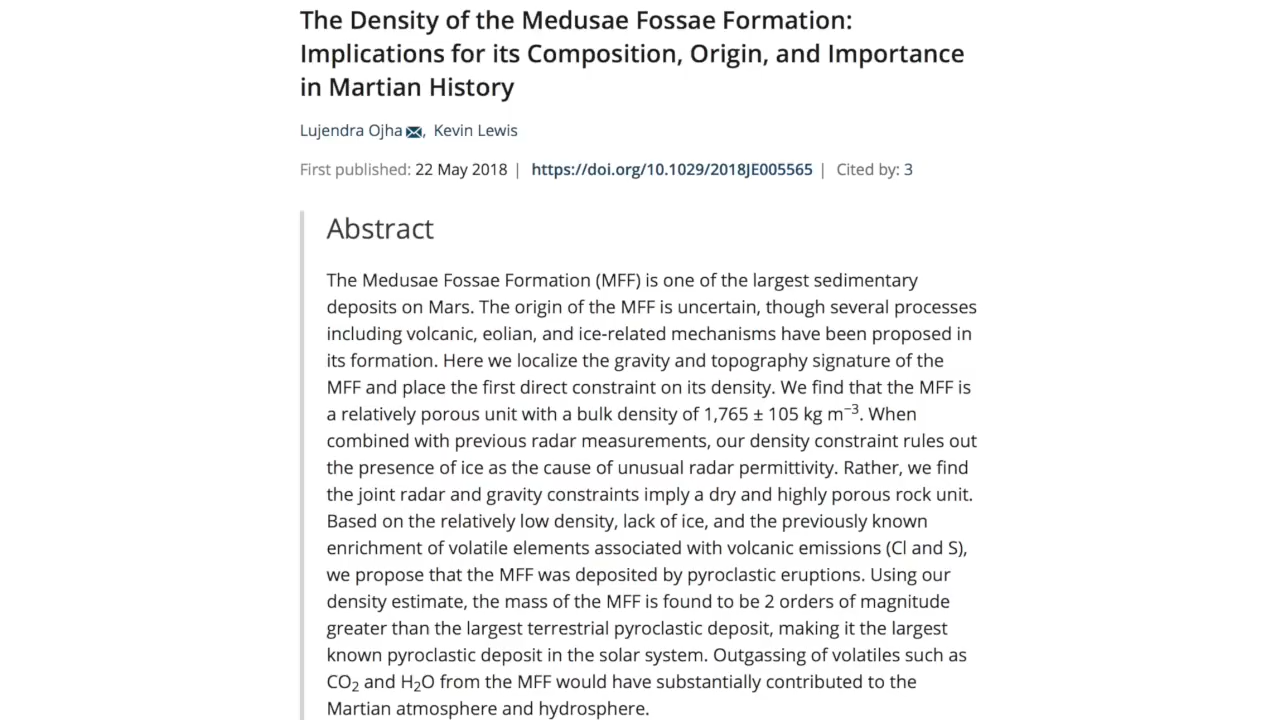 The Density of the Medusae Fossae Formation:
Implications for its Composition, Origin, and Importance
in Martian History
Lujendra Ojha, Kevin Lewis
First published: 22 May 2018 | https://doi.org/10.1029/2018JE005565 | Cited by: 3
Abstract
The Medusae Fossae Formation (MFF) is one of the largest sedimentary
deposits on Mars. The origin of the MFF is uncertain, though several processes
including volcanic, eolian, and ice-related mechanisms have been proposed in
its formation. Here we localize the gravity and topography signature of the
MFF and place the first direct constraint on its density. We find that the MFF is
a relatively porous unit with a bulk density of 1,765 ± 105 kg m⁻³. When
combined with previous radar measurements, our density constraint rules out
the presence of ice as the cause of unusual radar permittivity. Rather, we find
the joint radar and gravity constraints imply a dry and highly porous rock unit.
Based on the relatively low density, lack of ice, and the previously known
enrichment of volatile elements associated with volcanic emissions (Cl and S),
we propose that the MFF was deposited by pyroclastic eruptions. Using our
density estimate, the mass of the MFF is found to be 2 orders of magnitude
greater than the largest terrestrial pyroclastic deposit, making it the largest
known pyroclastic deposit in the solar system. Outgassing of volatiles such as
CO₂ and H₂O from the MFF would have substantially contributed to the
Martian atmosphere and hydrosphere.